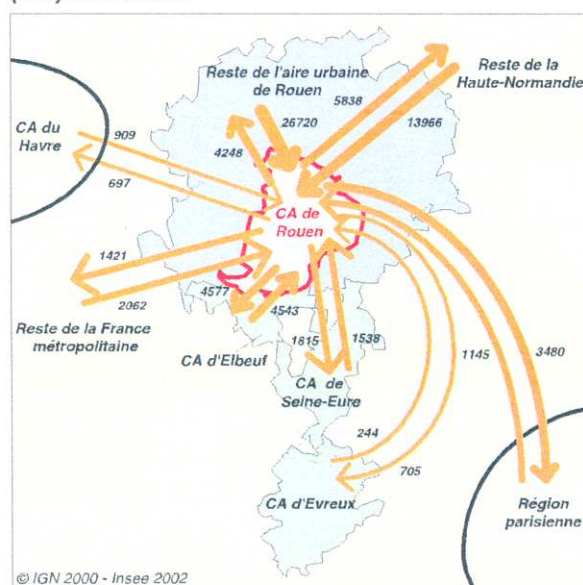 Reste de l'aire urbaine
de Rouen
Reste de la
Haute-Normandie
5838
13966
26720
4248
CA du
Havre
909
697
CA de
Rouen
1421
2062
Reste de la France
métropolitaine
4577
4543
CA d'Elbeuf
1815
1538
CA de
Seine-Eure
1145
3480
244
705
CA d'Evreux
Région
parisienne
© IGN 2000 - Insee 2002